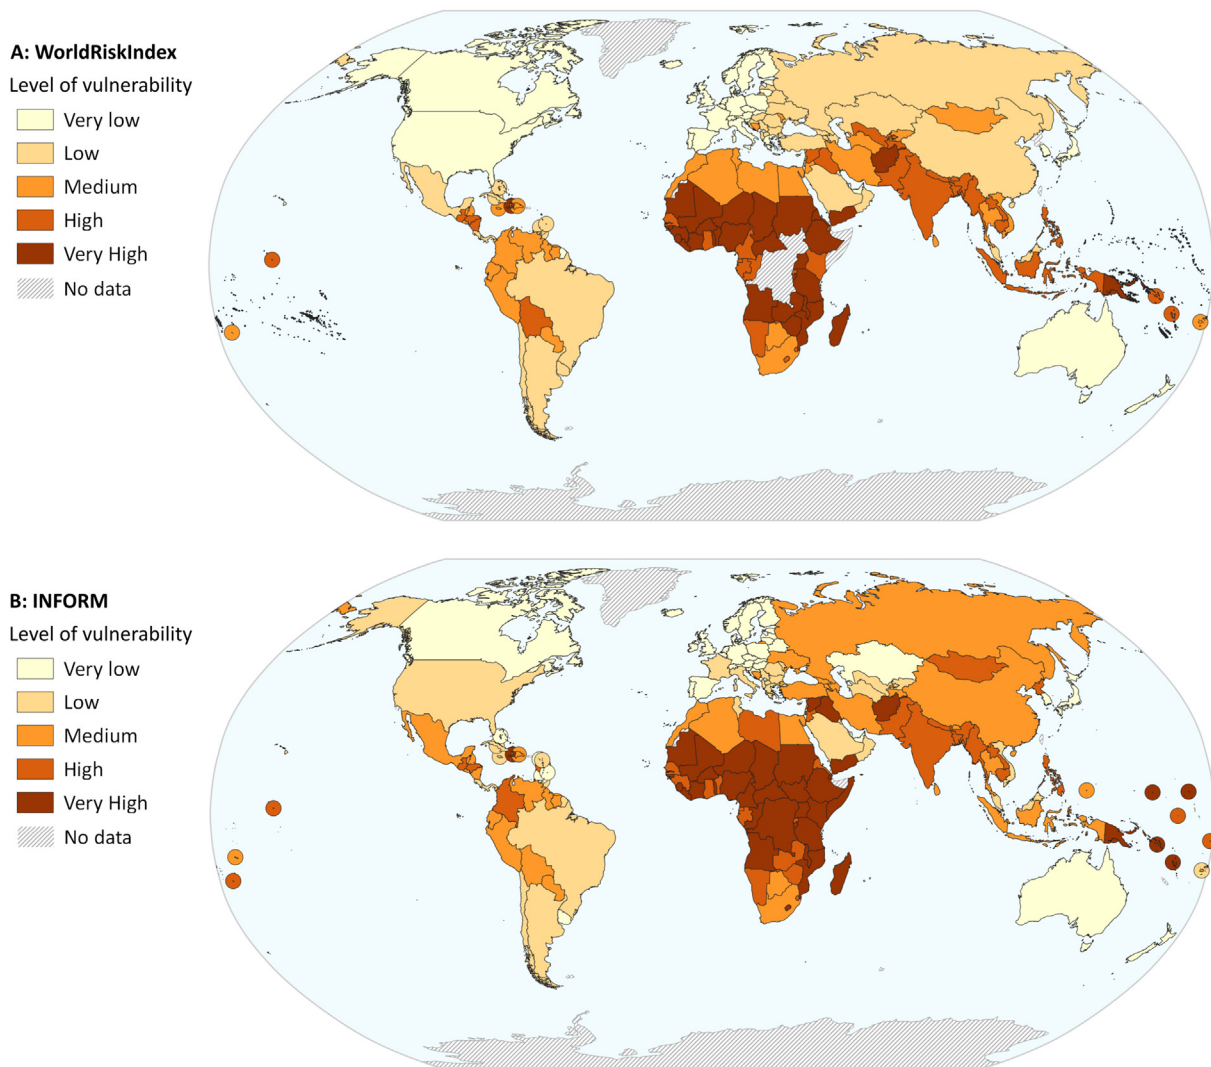 A: WorldRiskIndex
Level of vulnerability
Very low
Low
Medium
High
Very High
No data
B: INFORM
Level of vulnerability
Very low
Low
Medium
High
Very High
No data